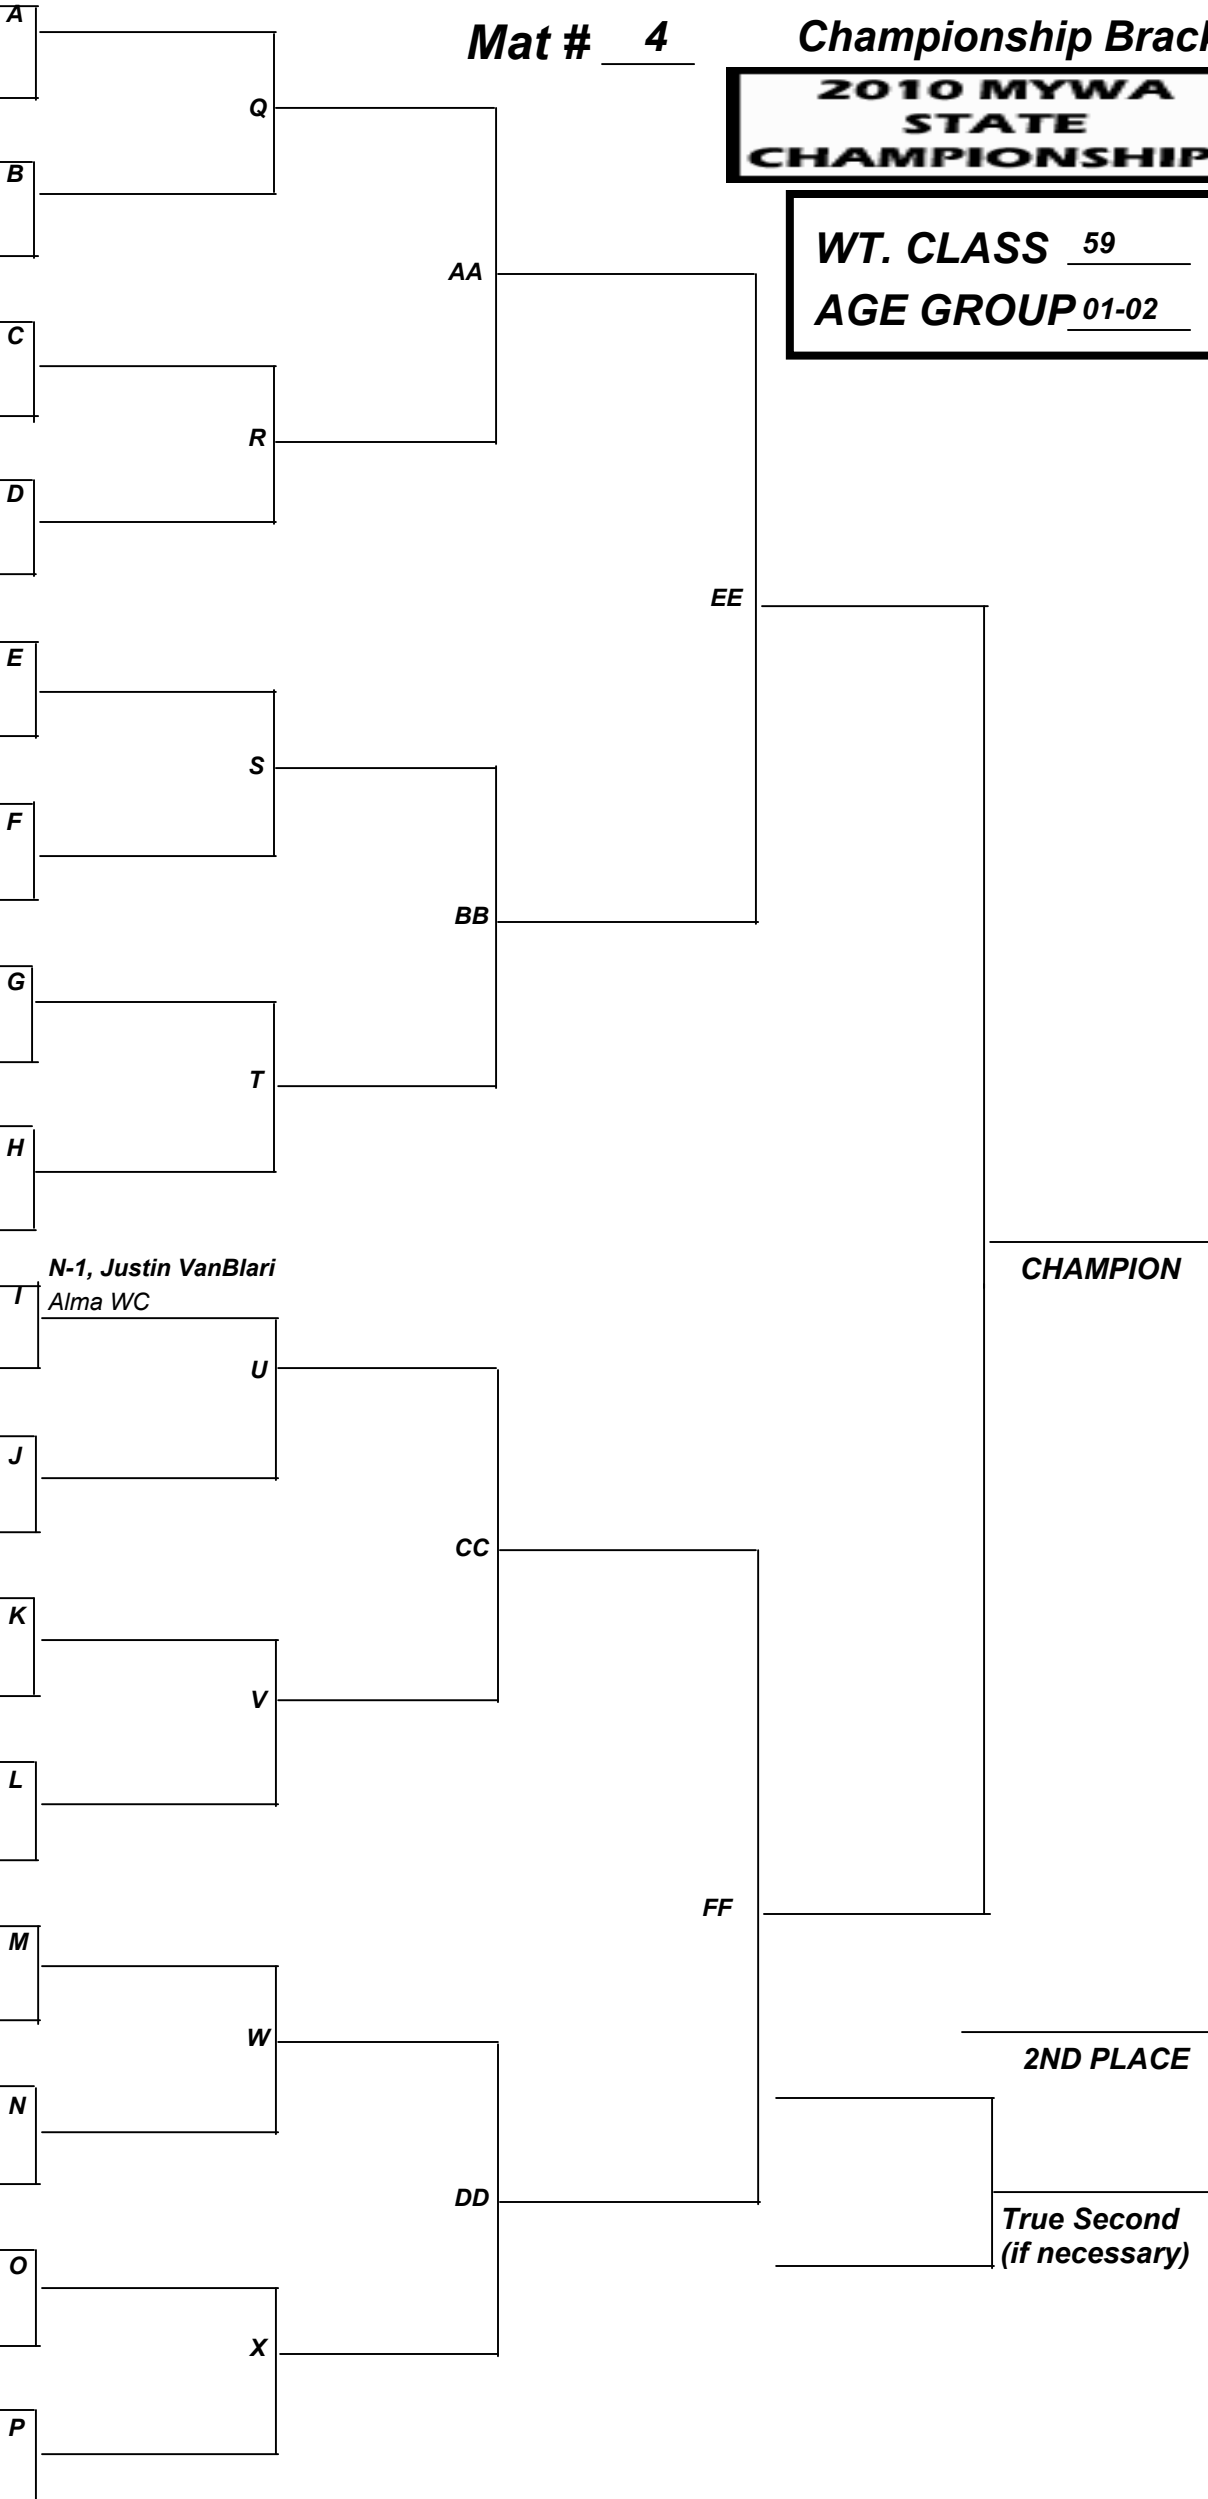 A
Mat # 4
Championship Brack
2010 MYWA
STATE
CHAMPIONSHIP
Q
B
WT. CLASS 59
AA
AGE GROUP 01-02
C
R
D
EE
E
S
F
BB
G
T
H
N-1, Justin VanBlari
CHAMPION
I
Alma WC
U
J
CC
K
V
L
FF
M
W
2ND PLACE
N
DD
True Second
(if necessary)
O
X
P